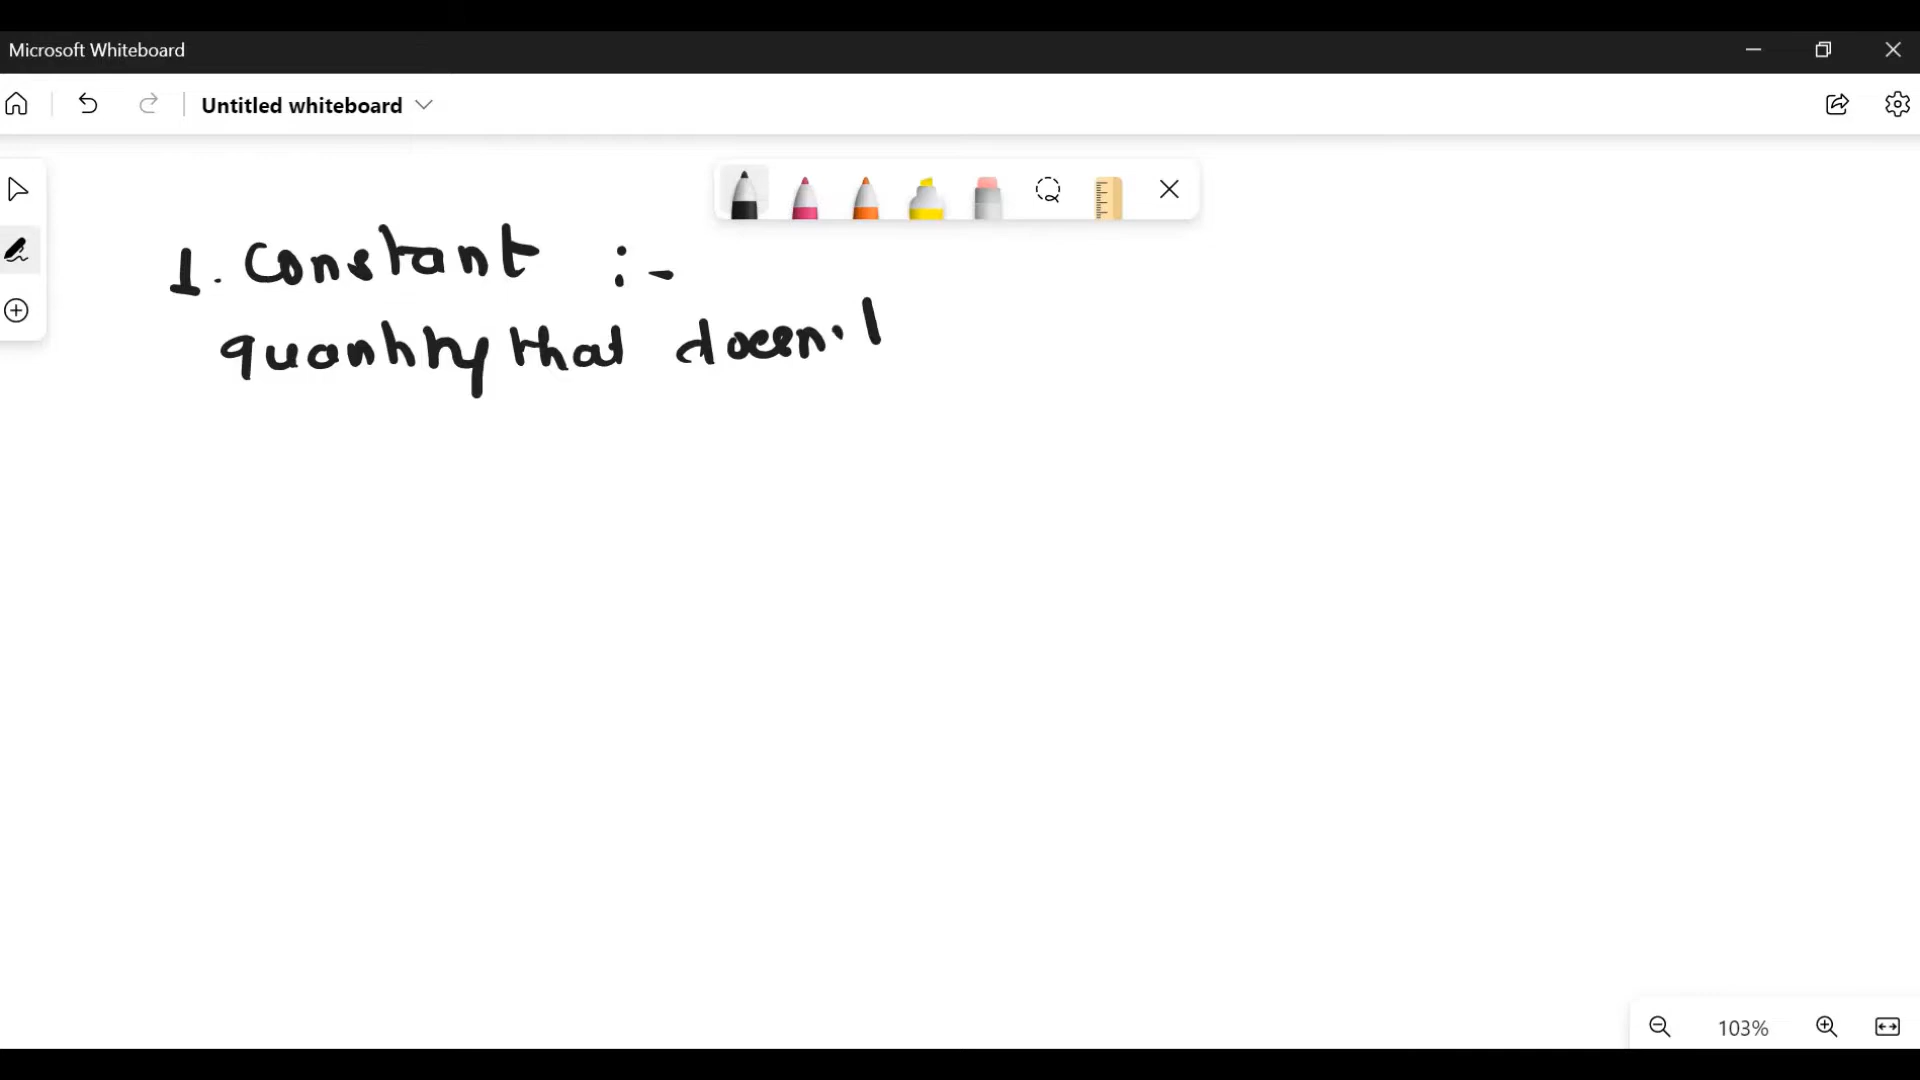 Microsoft Whiteboard
Untitled whiteboard
1. Constant :-
quantity that doesn't
103%